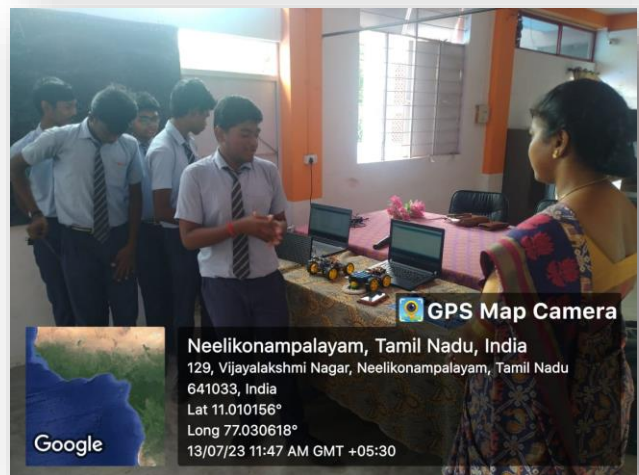 GPS Map Camera
Neelikonampalayam, Tamil Nadu, India
129, Vijayalakshmi Nagar, Neelikonampalayam, Tamil Nadu
641033, India
Lat 11.010156°
Long 77.030618°
13/07/23 11:47 AM GMT +05:30
Google